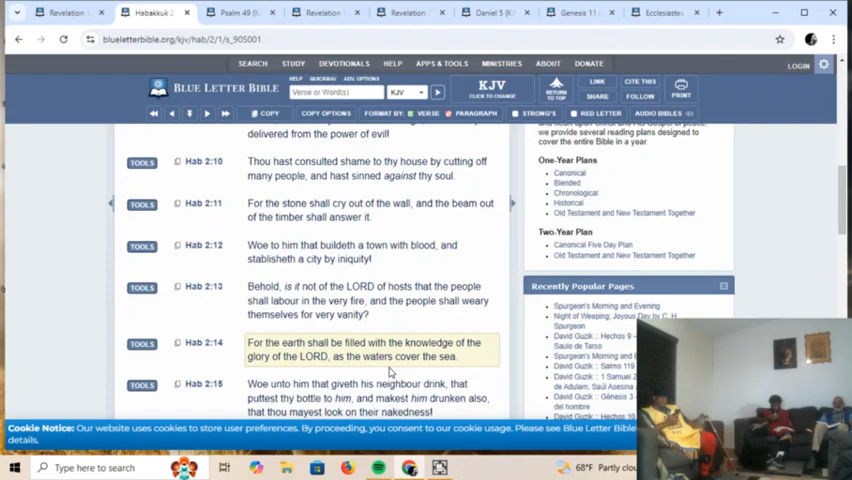 Revelation 1
Habakkuk 2
Psalm 49 (K
Revelation 1
Revelation 1
Daniel 5 (KJ
Genesis 11
Ecclesiastes
blueletterbible.org/kjv/hab/2/1/s_905001
SEARCH STUDY DEVOTIONALS HELP APPS & TOOLS MINISTRIES ABOUT DONATE
LOGIN
BLUE LETTER BIBLE
HELP QUICKNAV ADV. OPTIONS
Verse or Word(s)
KJV
KJV
CLICK TO CHANGE
RETURN TO TOP
LINK
SHARE
CITE THIS
FOLLOW
PRINT
COPY COPY OPTIONS FORMAT BY: VERSE PARAGRAPH STRONG'S RED LETTER AUDIO BIBLES
delivered from the power of evil!
TOOLS Hab 2:10 Thou hast consulted shame to thy house by cutting off
many people, and hast sinned against thy soul.
TOOLS Hab 2:11 For the stone shall cry out of the wall, and the beam out
of the timber shall answer it.
TOOLS Hab 2:12 Woe to him that buildeth a town with blood, and
stablisheth a city by iniquity!
TOOLS Hab 2:13 Behold, is it not of the LORD of hosts that the people
shall labour in the very fire, and the people shall weary
themselves for very vanity?
TOOLS Hab 2:14 For the earth shall be filled with the knowledge of the
glory of the LORD, as the waters cover the sea.
TOOLS Hab 2:15 Woe unto him that giveth his neighbour drink, that
puttest thy bottle to him, and makest him drunken also,
that thou mayest look on their nakedness!
we provide several reading plans designed to
cover the entire Bible in a year.
One-Year Plans
Canonical
Blended
Chronological
Historical
Old Testament and New Testament Together
Two-Year Plan
Canonical Five Day Plan
Old Testament and New Testament Together
Recently Popular Pages
Spurgeon's Morning and Evening
Night of Weeping; Joyous Day by C. H.
Spurgeon
David Guzik :: Hechos 9 –
Saulo de Tarso
Spurgeon's Morning
David Guzik :: Salmo 119
David Guzik :: 1 Samuel 2
de Adulam, Saúl Asesina
David Guzik :: Génesis 3 –
del hombre
David Guzik :: Hechos 10
Cookie Notice: Our website uses cookies to store user preferences. By proceeding, you consent to our cookie usage. Please see Blue Letter Bible
details.
Type here to search
68°F Partly clou